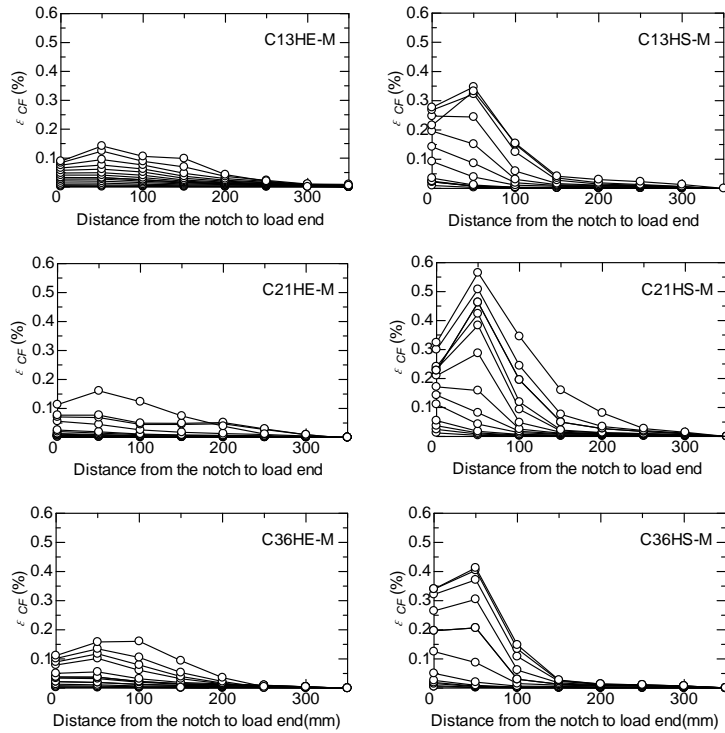 0.6
0.5
0.4
0.3
0.2
0.1
ε CF (%)
C13HE-M
0 100 200 300
Distance from the notch to load end
0.6
0.5
0.4
0.3
0.2
0.1
ε CF (%)
C13HS-M
0 100 200 300
Distance from the notch to load end
0.6
0.5
0.4
0.3
0.2
0.1
ε CF (%)
C21HE-M
0 100 200 300
Distance from the notch to load end
0.6
0.5
0.4
0.3
0.2
0.1
ε CF (%)
C21HS-M
0 100 200 300
Distance from the notch to load end
0.6
0.5
0.4
0.3
0.2
0.1
ε CF (%)
C36HE-M
0 100 200 300
Distance from the notch to load end(mm)
0.6
0.5
0.4
0.3
0.2
0.1
ε CF (%)
C36HS-M
0 100 200 300
Distance from the notch to load end(mm)